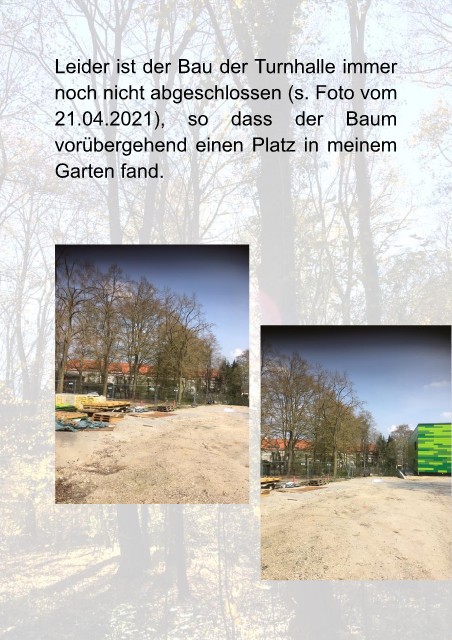 Leider ist der Bau der Turnhalle immer
noch nicht abgeschlossen (s. Foto vom
21.04.2021), so dass der Baum
vorübergehend einen Platz in meinem
Garten fand.